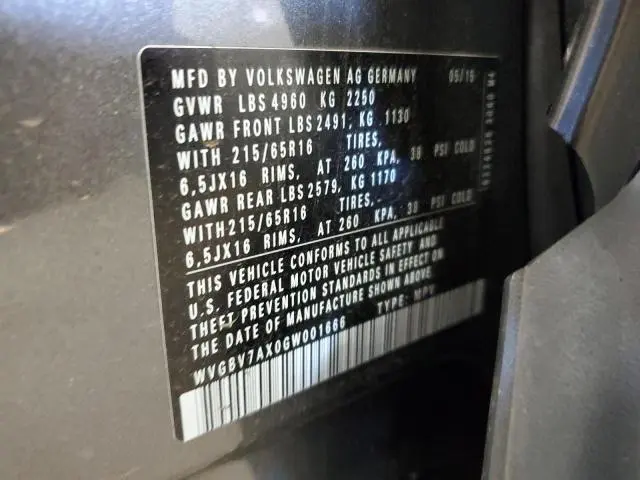 MFD BY VOLKSWAGEN AG GERMANY 05/15
GVWR LBS 4960 KG 2250
GAWR FRONT LBS 2491, KG 1130
WITH 215/65R16 TIRES,
6,5JX16 RIMS, AT 260 KPA, 38 PSI COLD
GAWR REAR LBS 2579, KG 1170
WITH 215/65R16 TIRES,
6,5JX16 RIMS, AT 260 KPA, 38 PSI COLD
THIS VEHICLE CONFORMS TO ALL APPLICABLE
U.S. FEDERAL MOTOR VEHICLE SAFETY AND
THEFT PREVENTION STANDARDS IN EFFECT ON
THE DATE OF MANUFACTURE SHOWN ABOVE.
WVGBV7AX0GW001666 TYPE: MPV